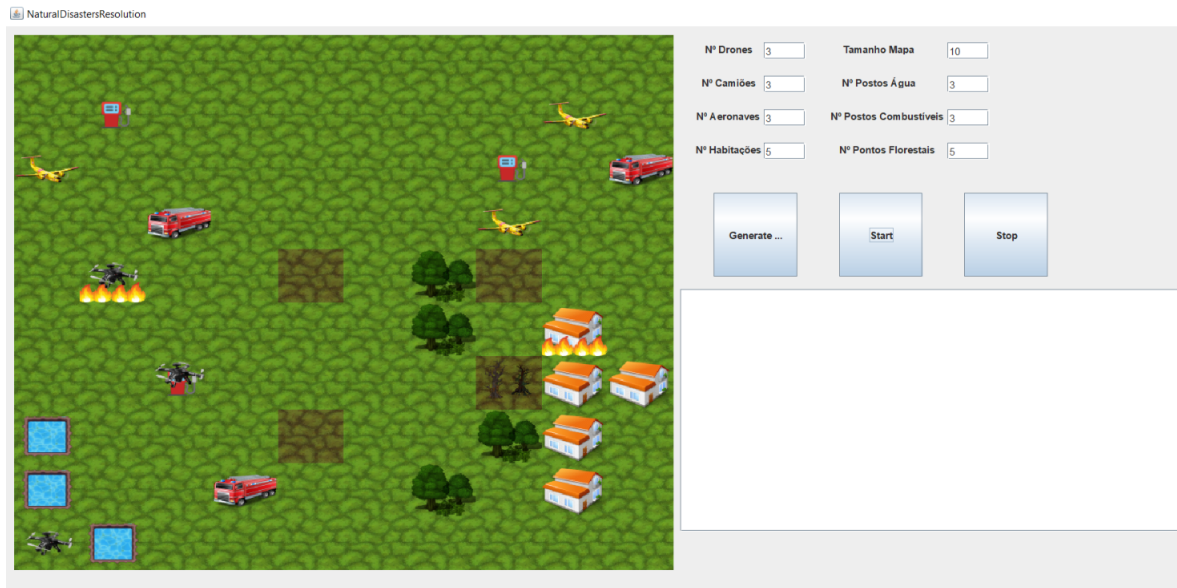 NaturalDisastersResolution
Nº Drones 3 Tamanho Mapa 10
Nº Camiões 3 Nº Postos Água 3
Nº Aeronaves 3 Nº Postos Combustíveis 3
Nº Habitações 5 Nº Pontos Florestais 5
Generate ... Start Stop